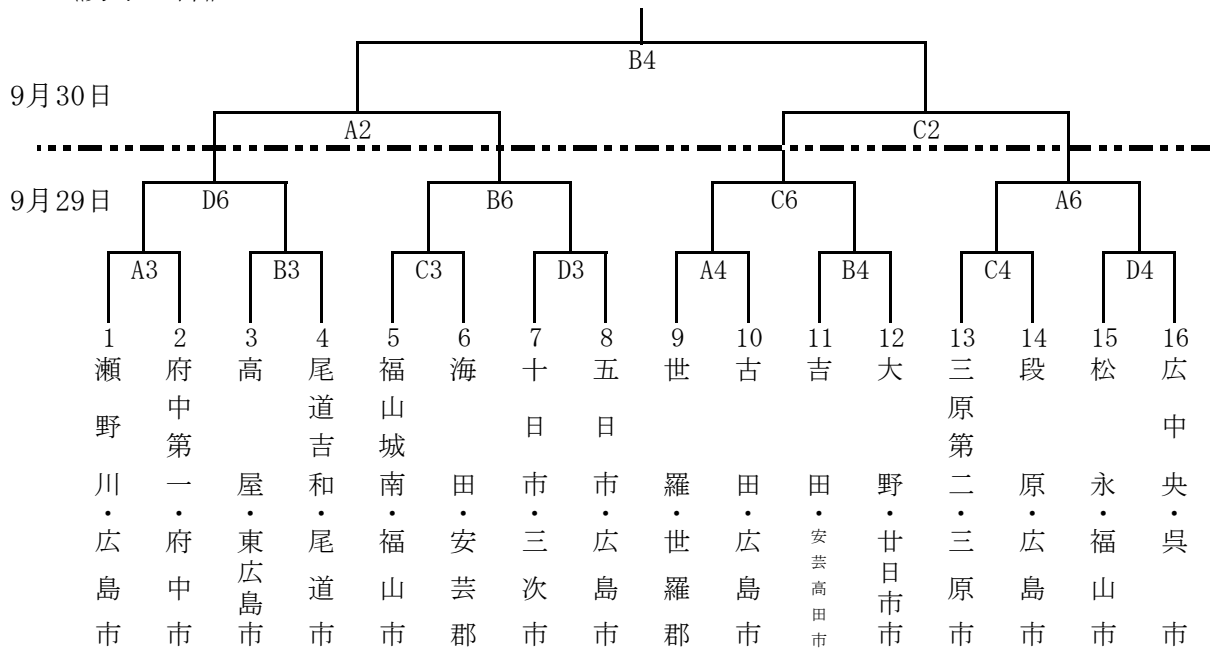 B4
9月30日
A2 C2
9月29日
D6 B6 C6 A6
A3 B3 C3 D3 A4 B4 C4 D4
1 2 3 4 5 6 7 8 9 10 11 12 13 14 15 16
瀬野川・広島市
府中第一・府中市
高屋・東広島市
尾道吉和・尾道市
福山城南・福山市
海田・安芸郡
十日市・三次市
五日市・広島市
世羅・世羅郡
古田・広島市
吉田・安芸高田市
大野・廿日市市
三原第二・三原市
段原・広島市
松永・福山市
広中央・呉市